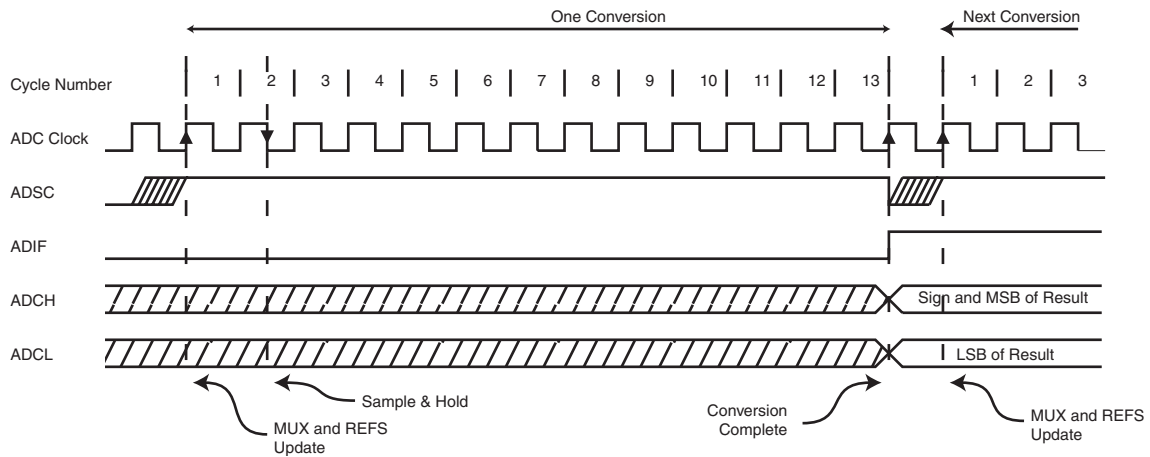 One Conversion
Next Conversion
Cycle Number 1 2 3 4 5 6 7 8 9 10 11 12 13 1 2 3
ADC Clock
ADSC
ADIF
ADCH
Sign and MSB of Result
ADCL
LSB of Result
Sample & Hold
MUX and REFS
Update
Conversion
Complete
MUX and REFS
Update